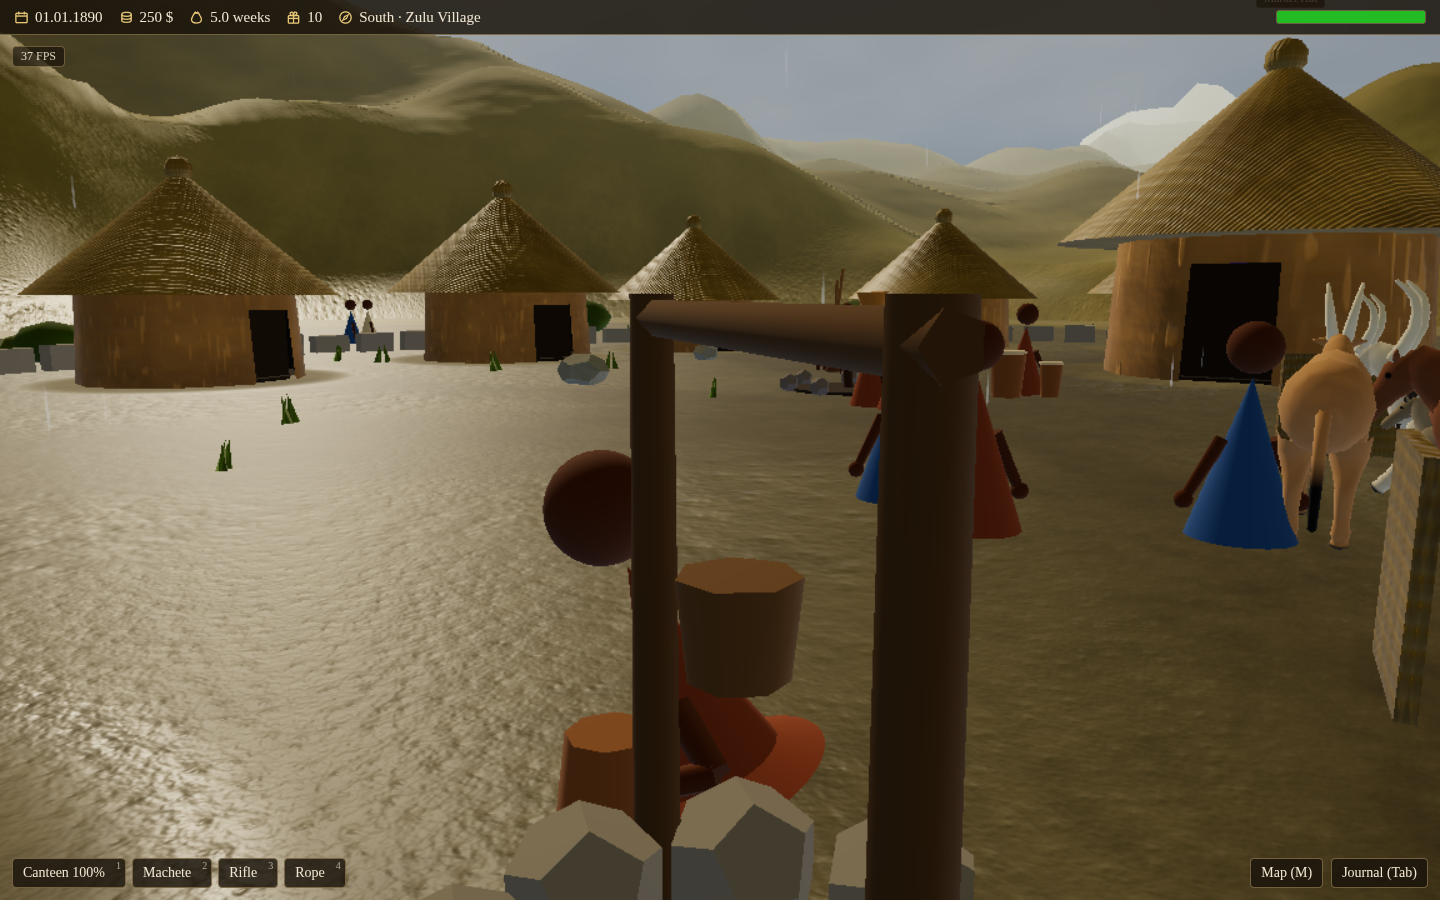 01.01.1890 250 $ 5.0 weeks 10 South · Zulu Village
37 FPS
Canteen 100% 1 Machete 2 Rifle 3 Rope 4
Map (M) Journal (Tab)